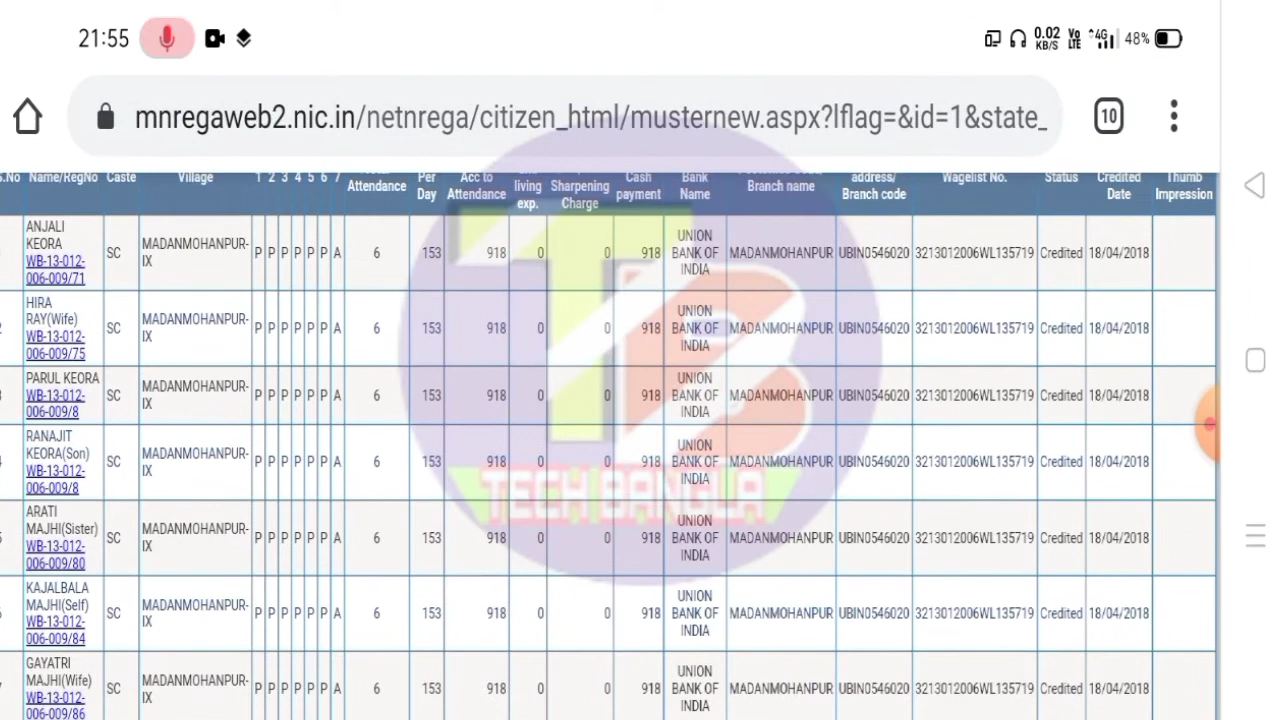 21:55
0.02 KB/S Vo LTE 4G 48%
mnregaweb2.nic.in/netnrega/citizen_html/musternew.aspx?lflag=&id=1&state_
10
S.No Name/RegNo Caste Village 1 2 3 4 5 6 7 Attendance Per Day Acc to Attendance living exp. Sharpening Charge Cash payment Bank Name Branch name address/ Branch code Wagelist No. Status Credited Date Thumb Impression
ANJALI KEORA WB-13-012-006-009/71 SC MADANMOHANPUR-IX P P P P P P A 6 153 918 0 0 918 UNION BANK OF INDIA MADANMOHANPUR UBIN0546020 3213012006WL135719 Credited 18/04/2018
HIRA RAY(Wife) WB-13-012-006-009/75 SC MADANMOHANPUR-IX P P P P P P A 6 153 918 0 0 918 UNION BANK OF INDIA MADANMOHANPUR UBIN0546020 3213012006WL135719 Credited 18/04/2018
PARUL KEORA WB-13-012-006-009/8 SC MADANMOHANPUR-IX P P P P P P A 6 153 918 0 0 918 UNION BANK OF INDIA MADANMOHANPUR UBIN0546020 3213012006WL135719 Credited 18/04/2018
RANAJIT KEORA(Son) WB-13-012-006-009/8 SC MADANMOHANPUR-IX P P P P P P A 6 153 918 0 0 918 UNION BANK OF INDIA MADANMOHANPUR UBIN0546020 3213012006WL135719 Credited 18/04/2018
ARATI MAJHI(Sister) WB-13-012-006-009/80 SC MADANMOHANPUR-IX P P P P P P A 6 153 918 0 0 918 UNION BANK OF INDIA MADANMOHANPUR UBIN0546020 3213012006WL135719 Credited 18/04/2018
KAJALBALA MAJHI(Self) WB-13-012-006-009/84 SC MADANMOHANPUR-IX P P P P P P A 6 153 918 0 0 918 UNION BANK OF INDIA MADANMOHANPUR UBIN0546020 3213012006WL135719 Credited 18/04/2018
GAYATRI MAJHI(Wife) WB-13-012-006-009/86 SC MADANMOHANPUR-IX P P P P P P A 6 153 918 0 0 918 UNION BANK OF INDIA MADANMOHANPUR UBIN0546020 3213012006WL135719 Credited 18/04/2018
TB
TECH BANGLA